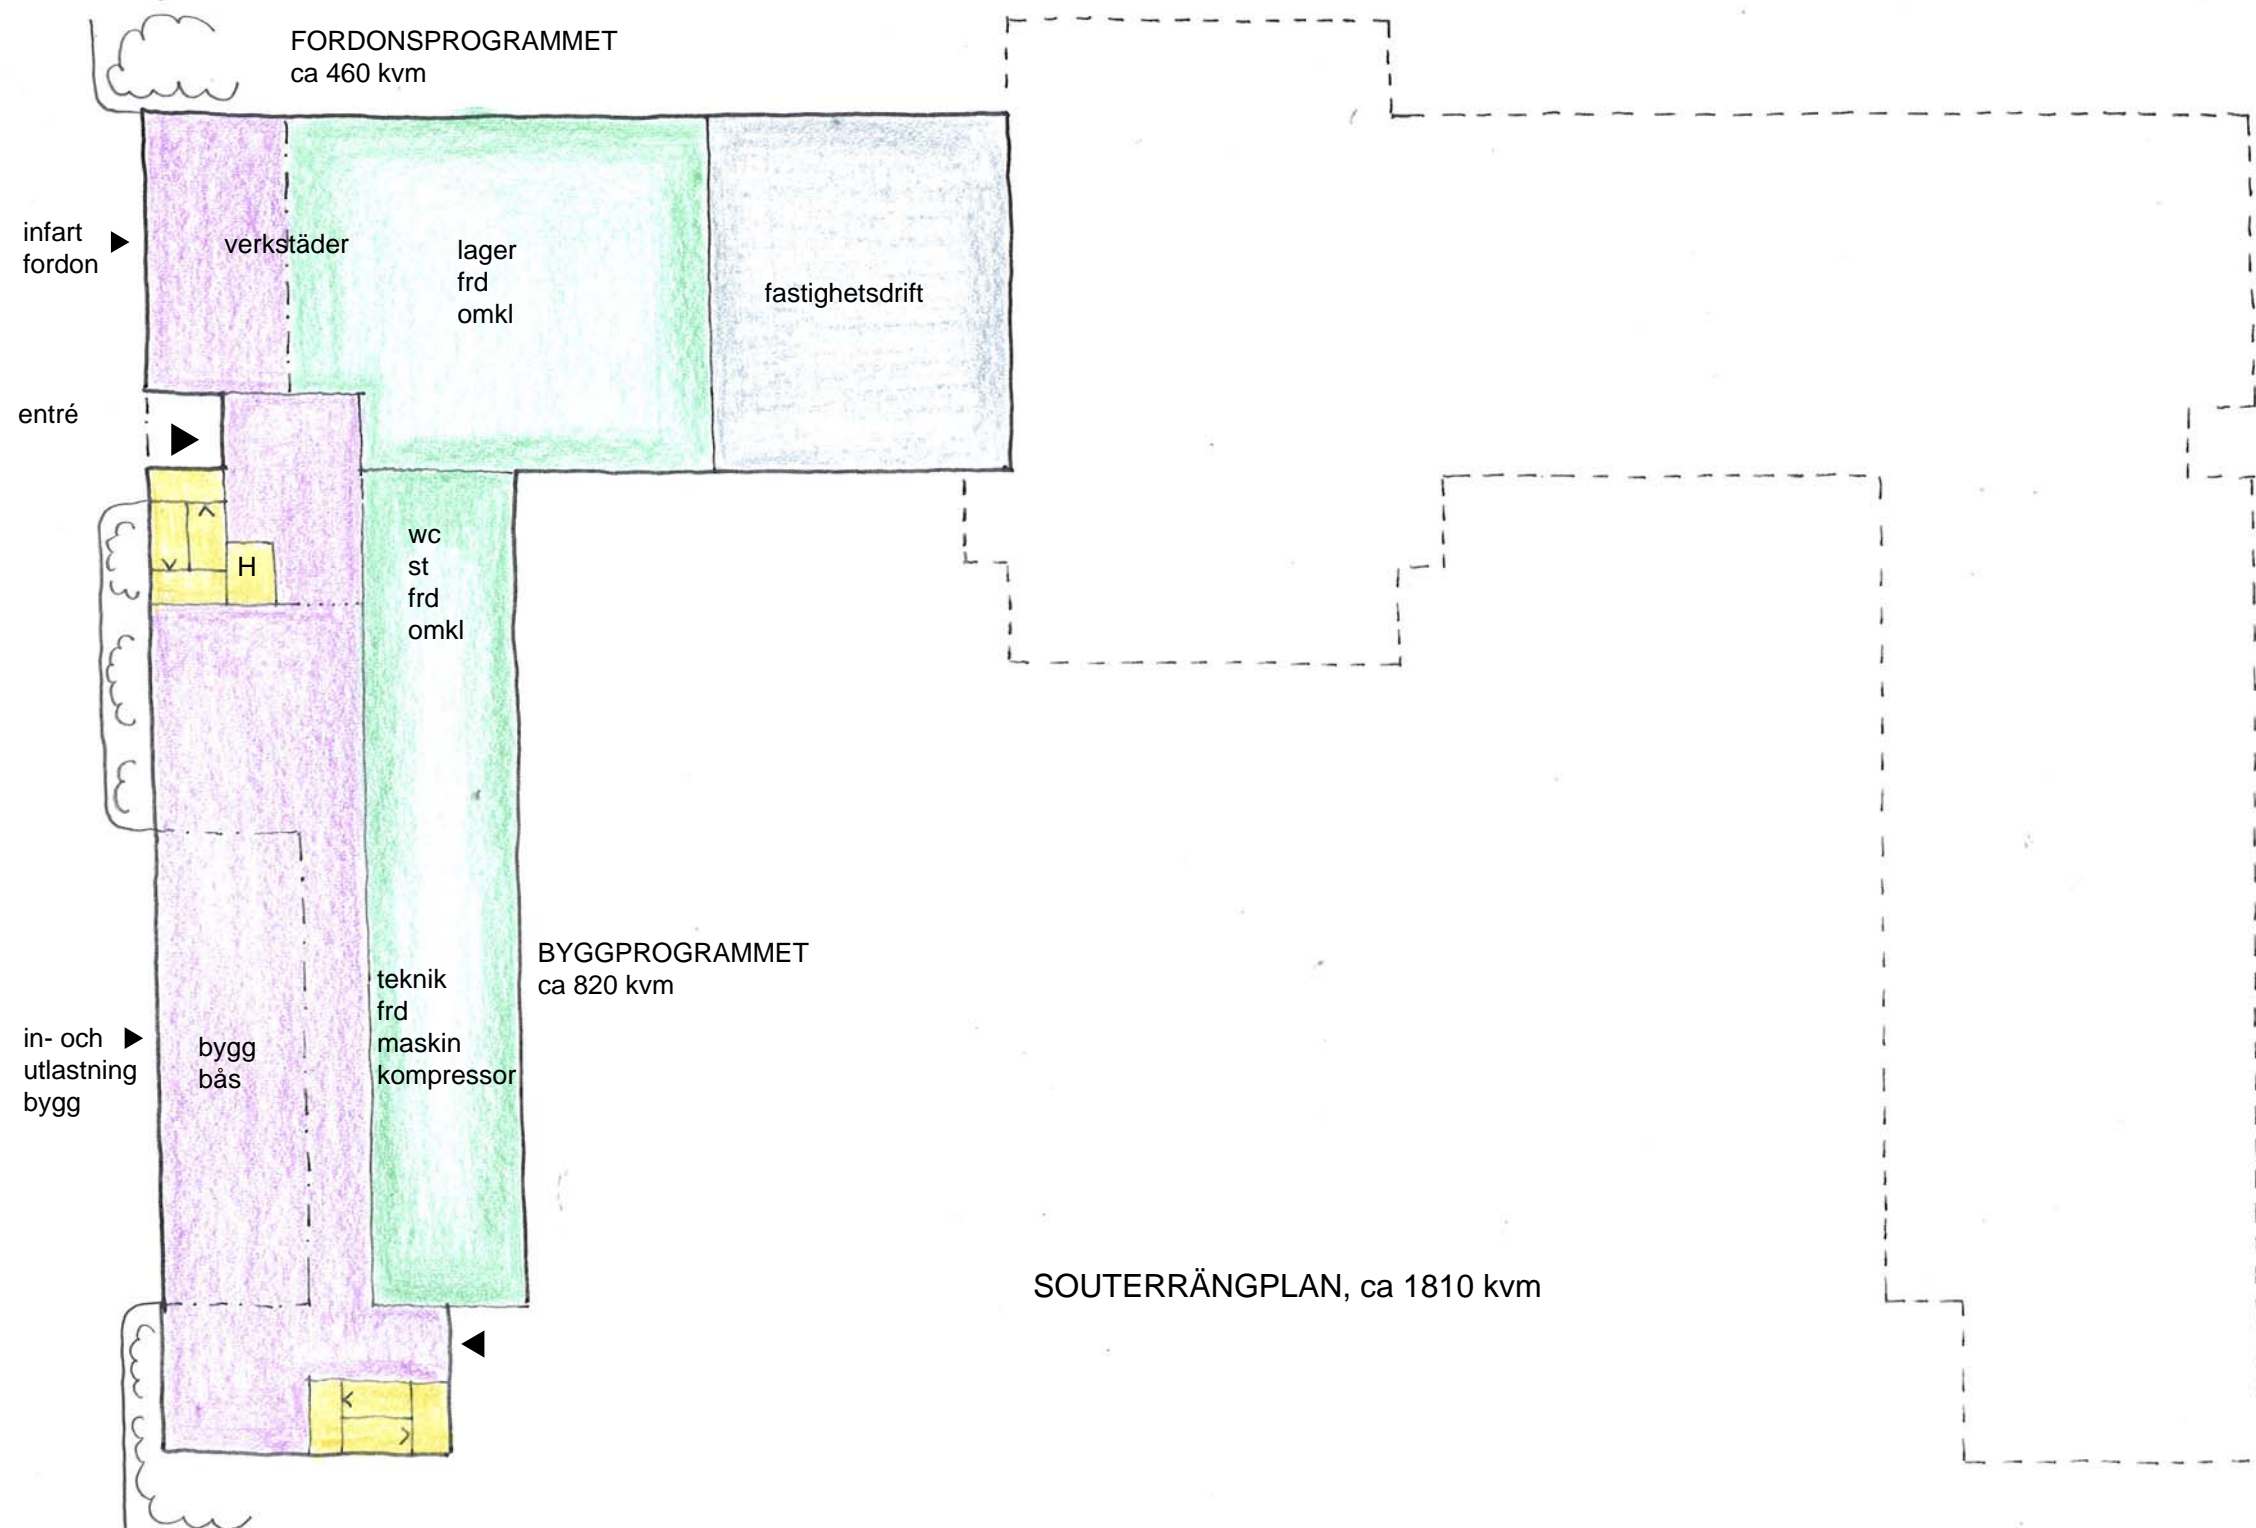 FORDONSPROGRAMMET
ca 460 kvm
infart
fordon
verkstäder
lager
frd
omkl
fastighetsdrift
entré
H
wc
st
frd
omkl
BYGGPROGRAMMET
ca 820 kvm
teknik
frd
maskin
kompressor
in- och
utlastning
bygg
bygg
bås
SOUTERRÄNGPLAN, ca 1810 kvm